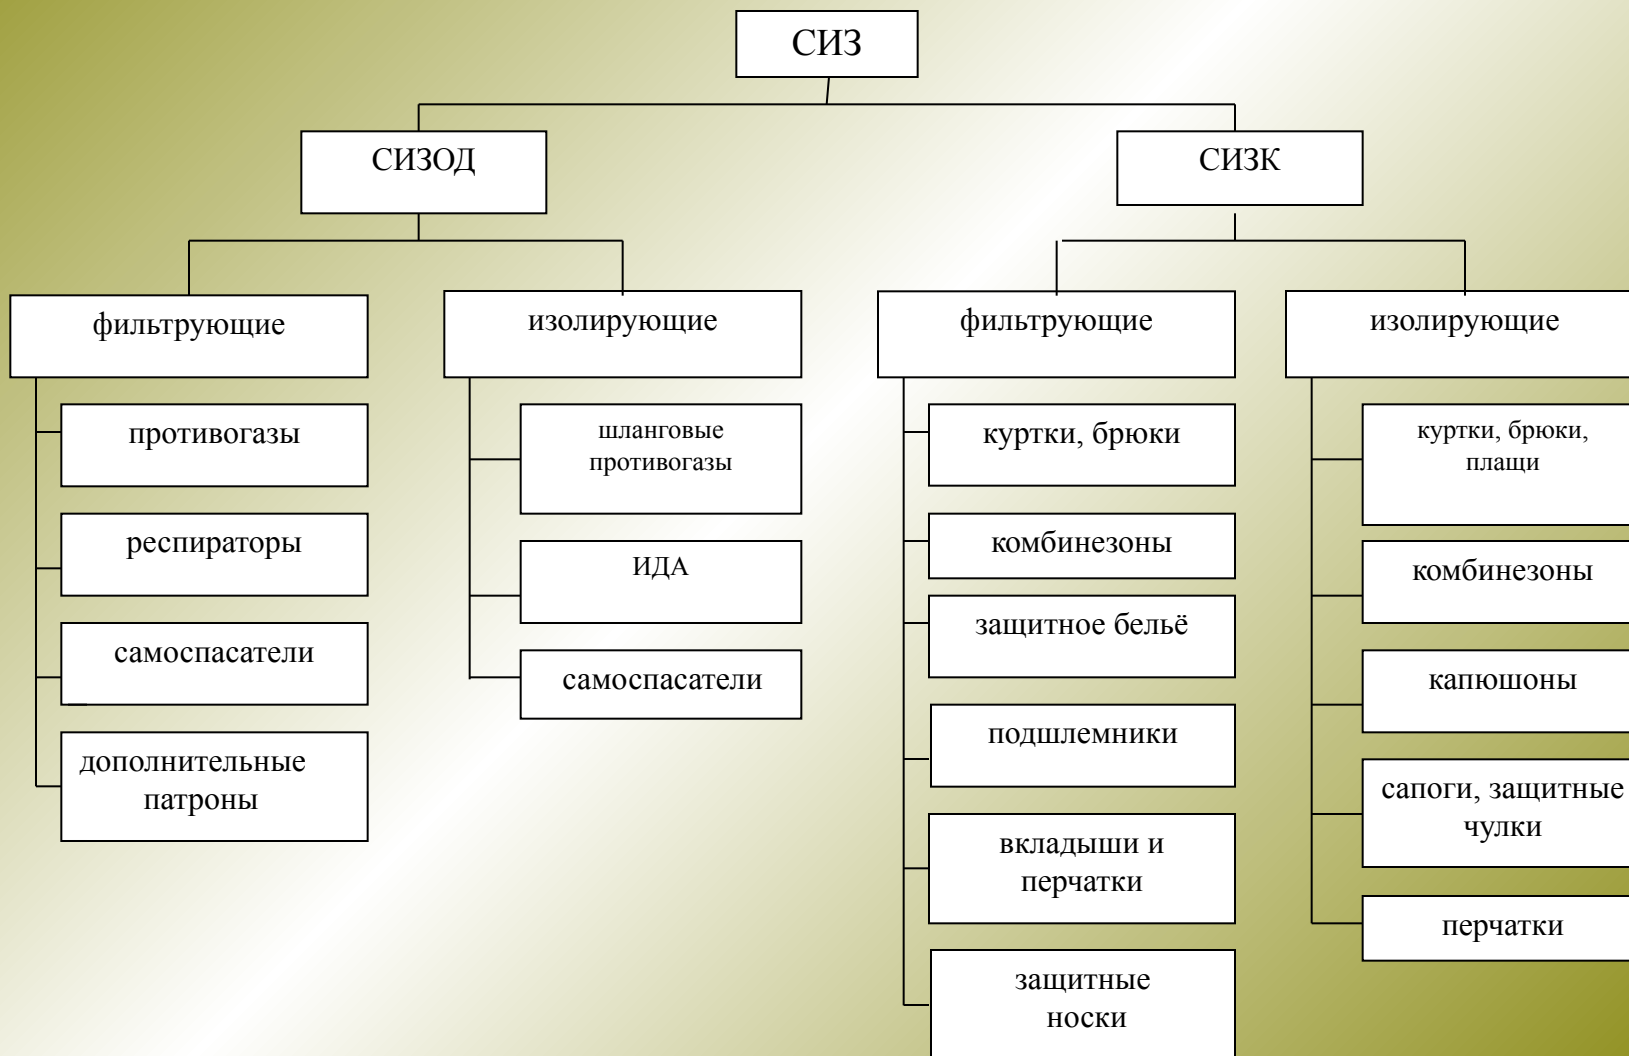 СИЗ
СИЗОД
СИЗК
фильтрующие
изолирующие
фильтрующие
изолирующие
противогазы
респираторы
самоспасатели
дополнительные
патроны
шланговые
противогазы
ИДА
самоспасатели
куртки, брюки
комбинезоны
защитное бельё
подшлемники
вкладыши и
перчатки
защитные
носки
куртки, брюки,
плащи
комбинезоны
капюшоны
сапоги, защитные
чулки
перчатки